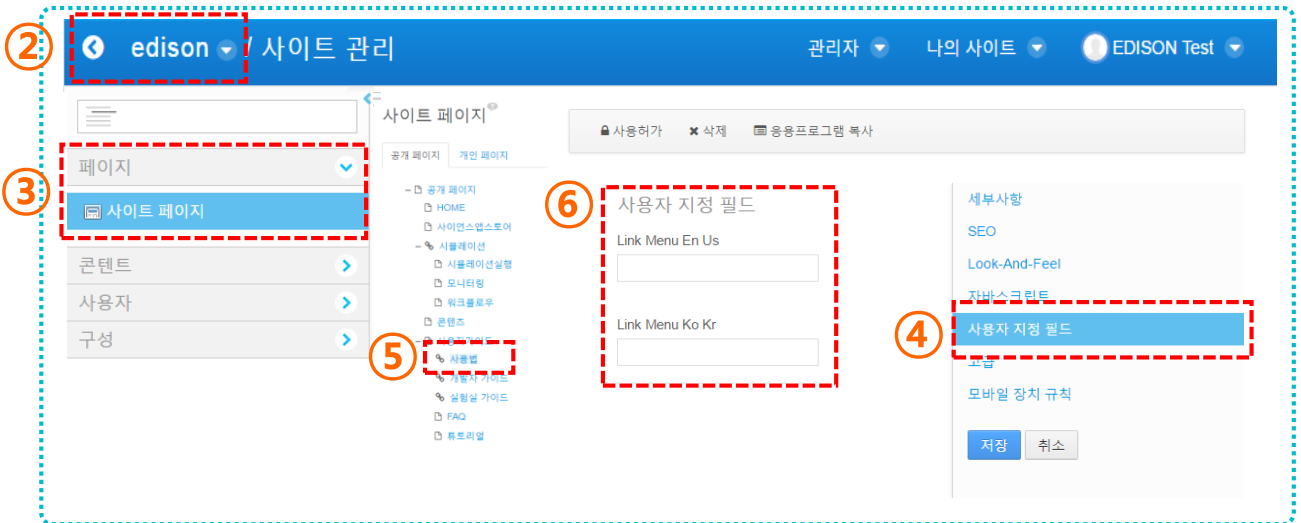 ② edison / 사이트 관리 관리자 나의 사이트 EDISON Test
사이트 페이지
사용허가 삭제 응용프로그램 복사
③ 페이지
사이트 페이지
콘텐트
사용자
구성
공개 페이지 개인 페이지
공개 페이지
HOME
사이언스앱스토어
시뮬레이션
시뮬레이션실행
모니터링
워크플로우
콘텐츠
사용자가이드
⑤ 사용법
개발자 가이드
실험실 가이드
FAQ
튜토리얼
⑥ 사용자 지정 필드
Link Menu En Us
Link Menu Ko Kr
세부사항
SEO
Look-And-Feel
자바스크립트
④ 사용자 지정 필드
고급
모바일 장치 규칙
저장 취소